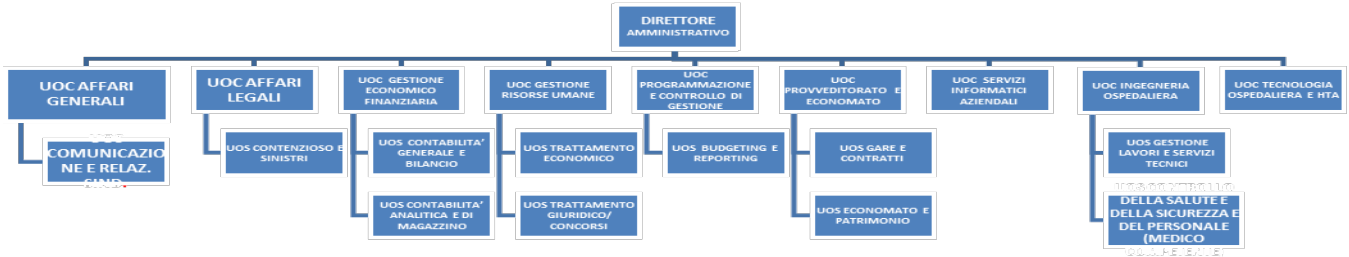 DIRETTORE
AMMINISTRATIVO
UOC AFFARI
GENERALI
UOC AFFARI
LEGALI
UOC GESTIONE
ECONOMICO
FINANZIARIA
UOC GESTIONE
RISORSE UMANE
UOC
PROGRAMMAZIONE
E CONTROLLO DI
GESTIONE
UOC
PROVVEDITORATO E
ECONOMATO
UOC SERVIZI
INFORMATICI
AZIENDALI
UOC INGEGNERIA
OSPEDALIERA
UOC TECNOLOGIA
OSPEDALIERA E HTA
COMUNICAZIO
NE E RELAZ.
SIND.
UOS CONTENZIOSO E
SINISTRI
UOS CONTABILITA'
GENERALE E
BILANCIO
UOS TRATTAMENTO
ECONOMICO
UOS BUDGETING E
REPORTING
UOS GARE E
CONTRATTI
UOS GESTIONE
LAVORI E SERVIZI
TECNICI
UOS CONTABILITA'
ANALITICA E DI
MAGAZZINO
UOS TRATTAMENTO
GIURIDICO/
CONCORSI
UOS ECONOMATO E
PATRIMONIO
UOS CONTROLLO
DELLA SALUTE E
DELLA SICUREZZA E
DEL PERSONALE
(MEDICO